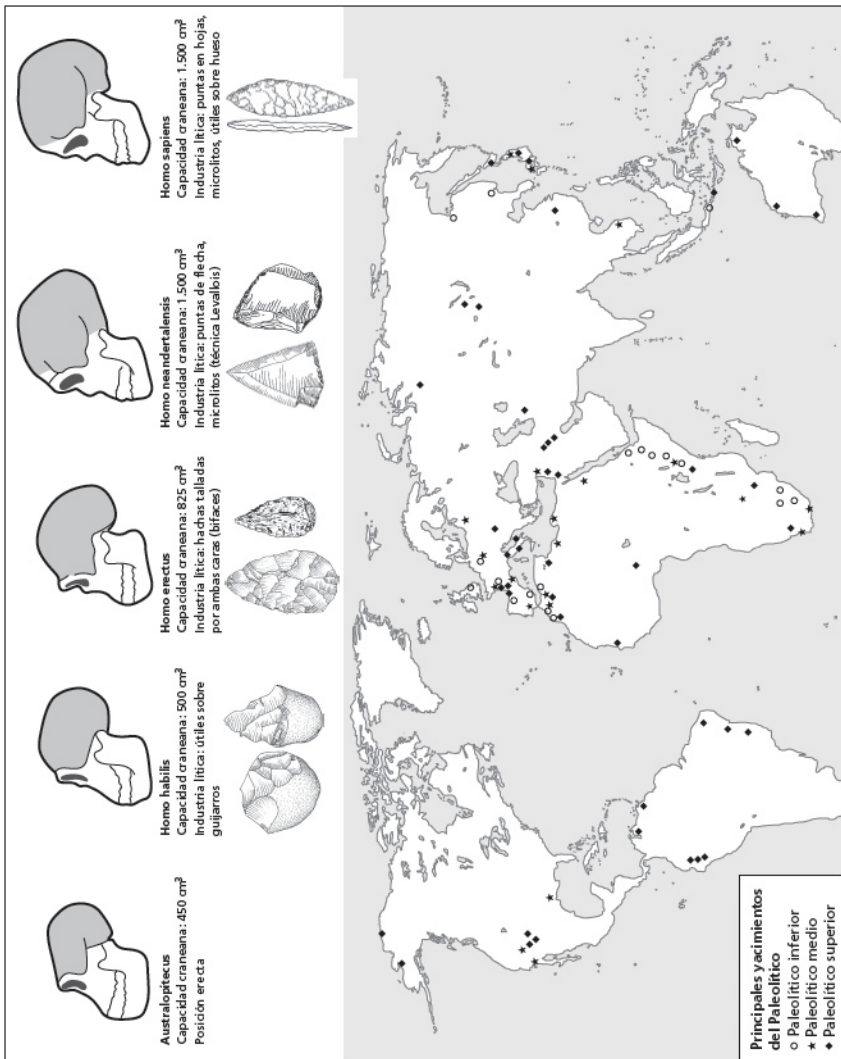 Australopitecus
Capacidad craneana: 450 cm³
Posición erecta
Homo habilis
Capacidad craneana: 500 cm³
Industria lítica: útiles sobre
guijarros
Homo erectus
Capacidad craneana: 825 cm³
Industria lítica: hachas talladas
por ambas caras (bifaces)
Homo neandertalensis
Capacidad craneana: 1.500 cm³
Industria lítica: puntas de flecha,
microlitos (técnica Levallois)
Homo sapiens
Capacidad craneana: 1.500 cm³
Industria lítica: puntas en hojas,
microlitos, útiles sobre hueso
Principales yacimientos
del Paleolítico
Paleolítico inferior
Paleolítico medio
Paleolítico superior